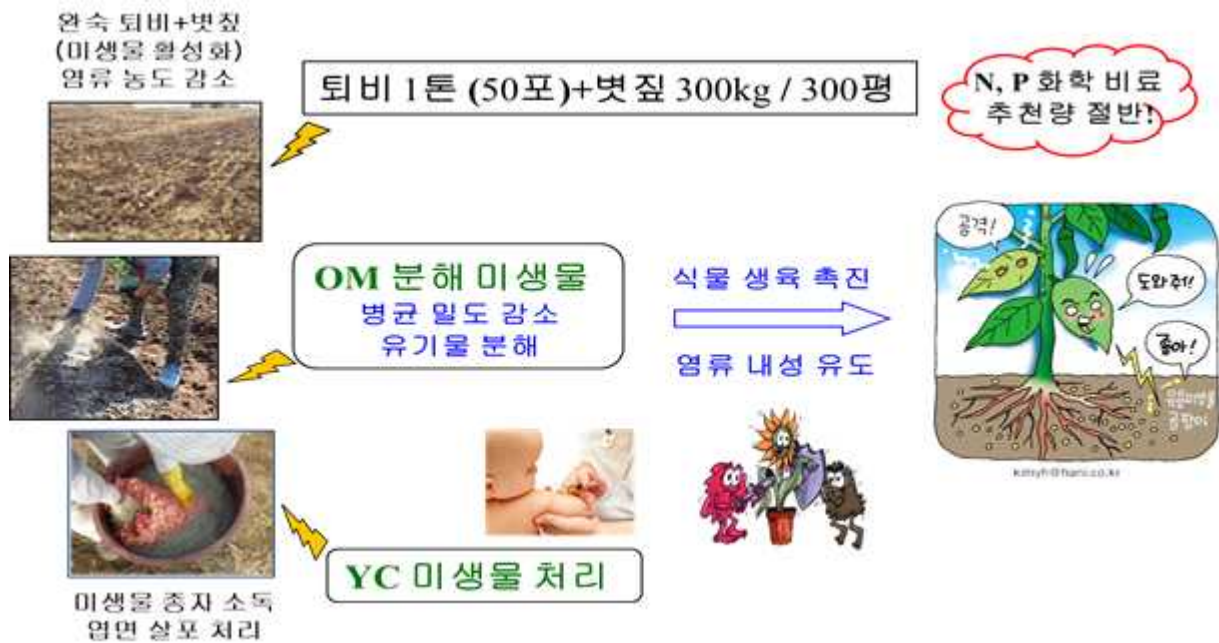 완숙 퇴비+볏짚
(미생물 활성화)
염류 농도 감소
퇴비 1톤 (50포)+볏짚 300kg / 300평
N, P 화학 비료
추천량 절반!
OM 분해 미생물
병균 밀도 감소
유기물 분해
식물 생육 촉진
염류 내성 유도
공격!
도와줘!
좋아!
곰팡이
YC 미생물 처리
미생물 종자 소독
엽면 살포 처리